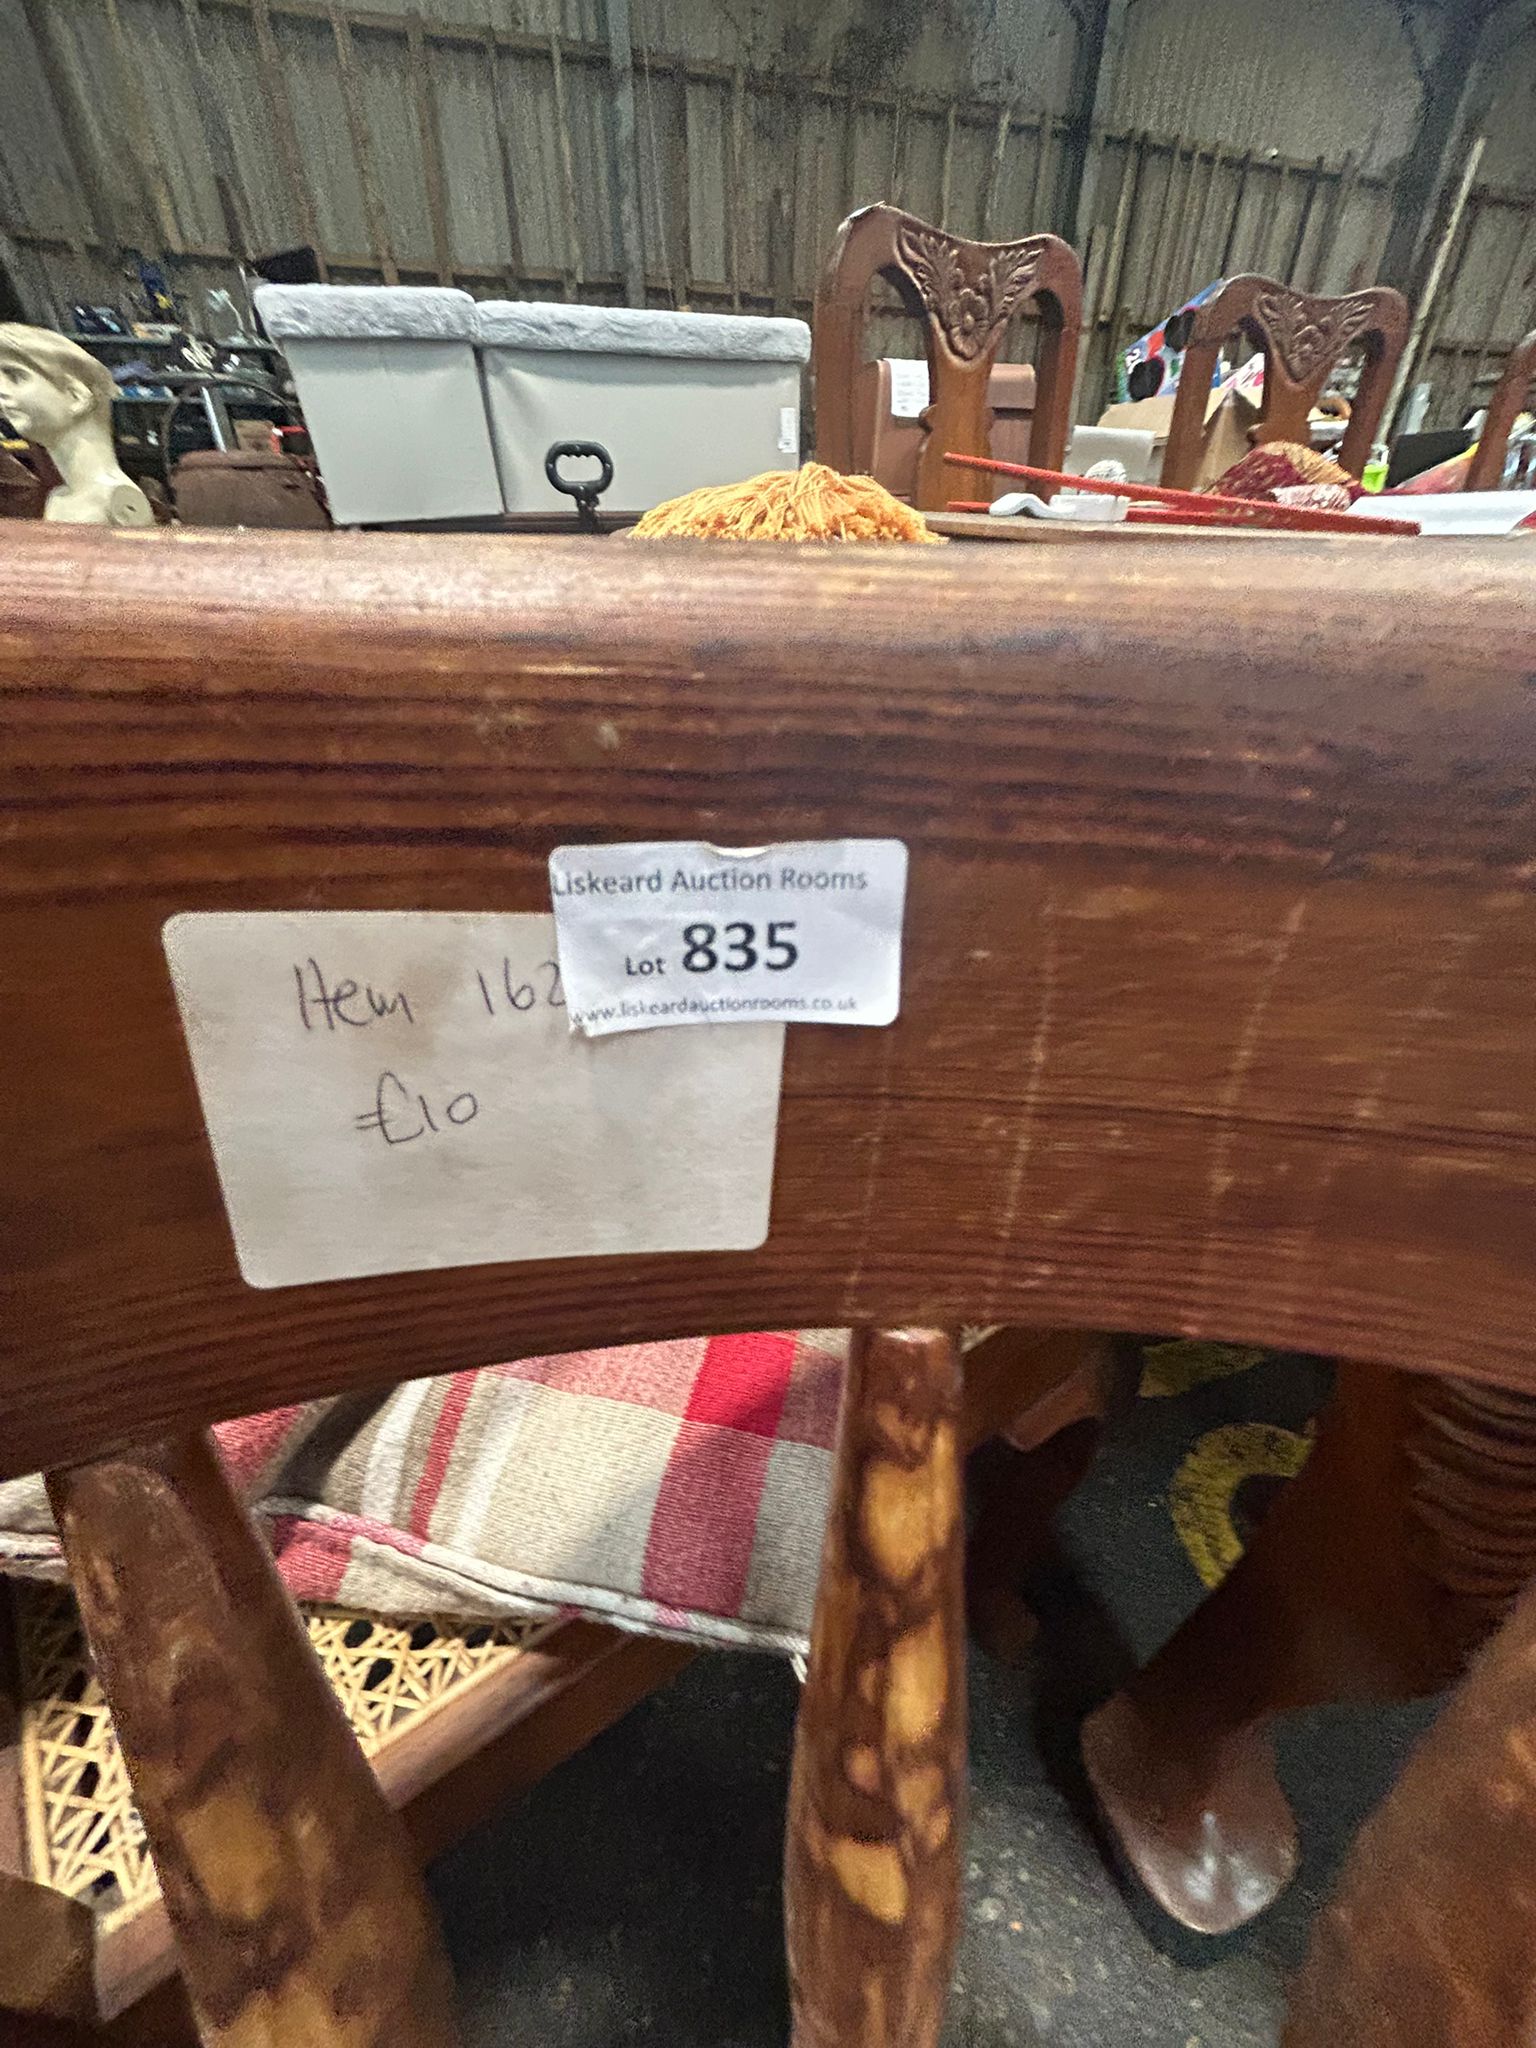 Liskeard Auction Rooms
Lot 835
www.liskeardauctionrooms.co.uk
Item 162
£10